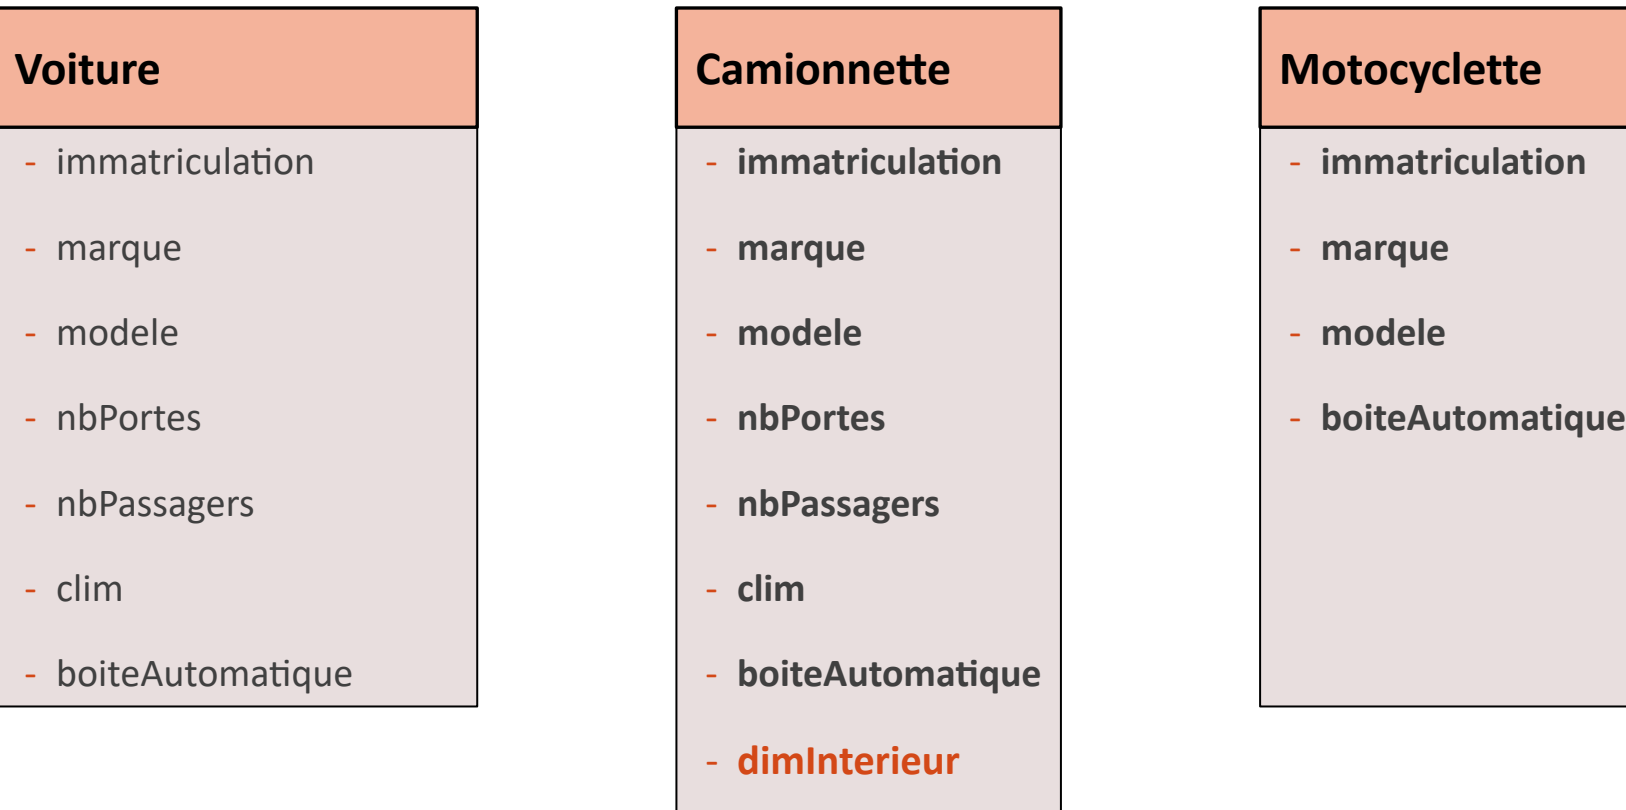 Voiture
- immatriculation
- marque
- modele
- nbPortes
- nbPassagers
- clim
- boiteAutomatique
Camionnette
- immatriculation
- marque
- modele
- nbPortes
- nbPassagers
- clim
- boiteAutomatique
- dimInterieur
Motocyclette
- immatriculation
- marque
- modele
- boiteAutomatique